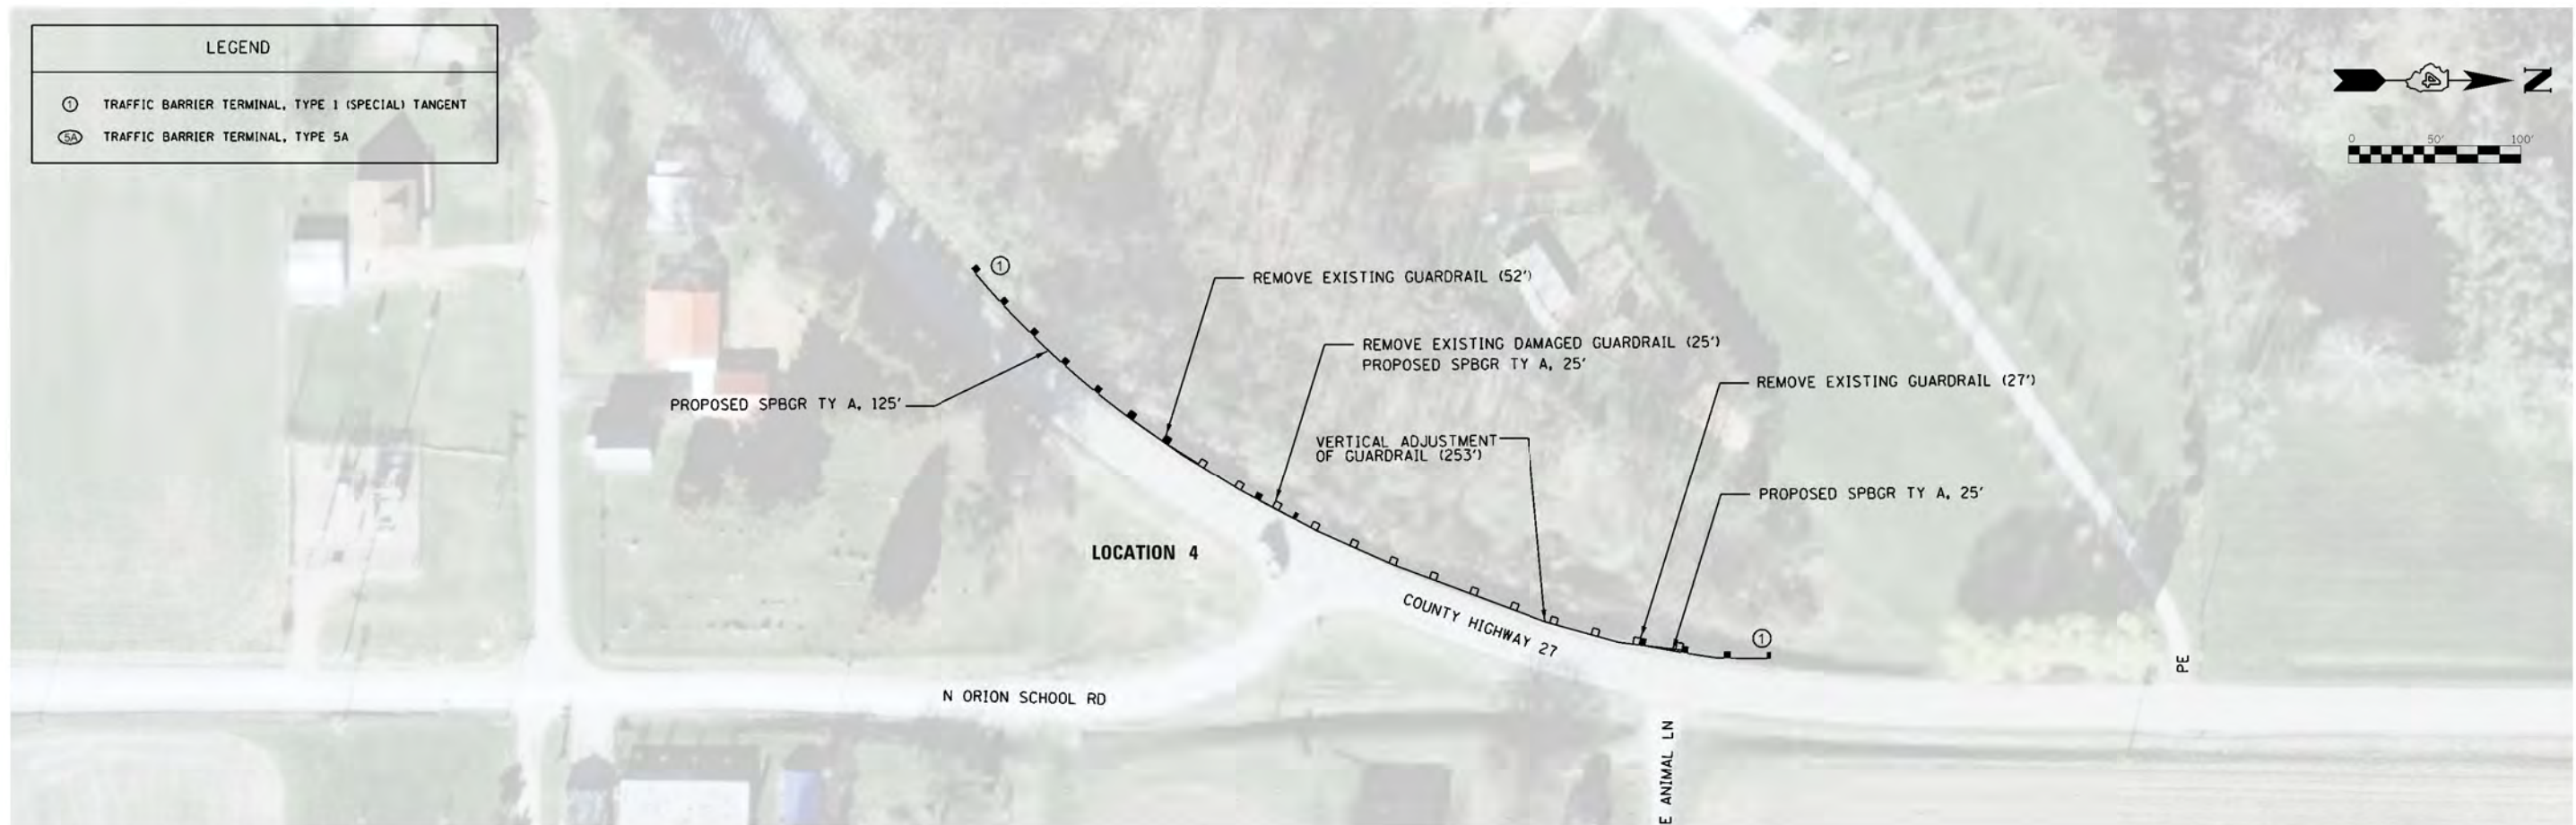 LEGEND
1 TRAFFIC BARRIER TERMINAL, TYPE 1 (SPECIAL) TANGENT
5A TRAFFIC BARRIER TERMINAL, TYPE 5A
N
0 50' 100'
1
REMOVE EXISTING GUARDRAIL (52')
REMOVE EXISTING DAMAGED GUARDRAIL (25')
PROPOSED SPBGR TY A, 25'
REMOVE EXISTING GUARDRAIL (27')
PROPOSED SPBGR TY A, 125'
VERTICAL ADJUSTMENT
OF GUARDRAIL (253')
PROPOSED SPBGR TY A, 25'
LOCATION 4
COUNTY HIGHWAY 27
1
PE
N ORION SCHOOL RD
E ANIMAL LN